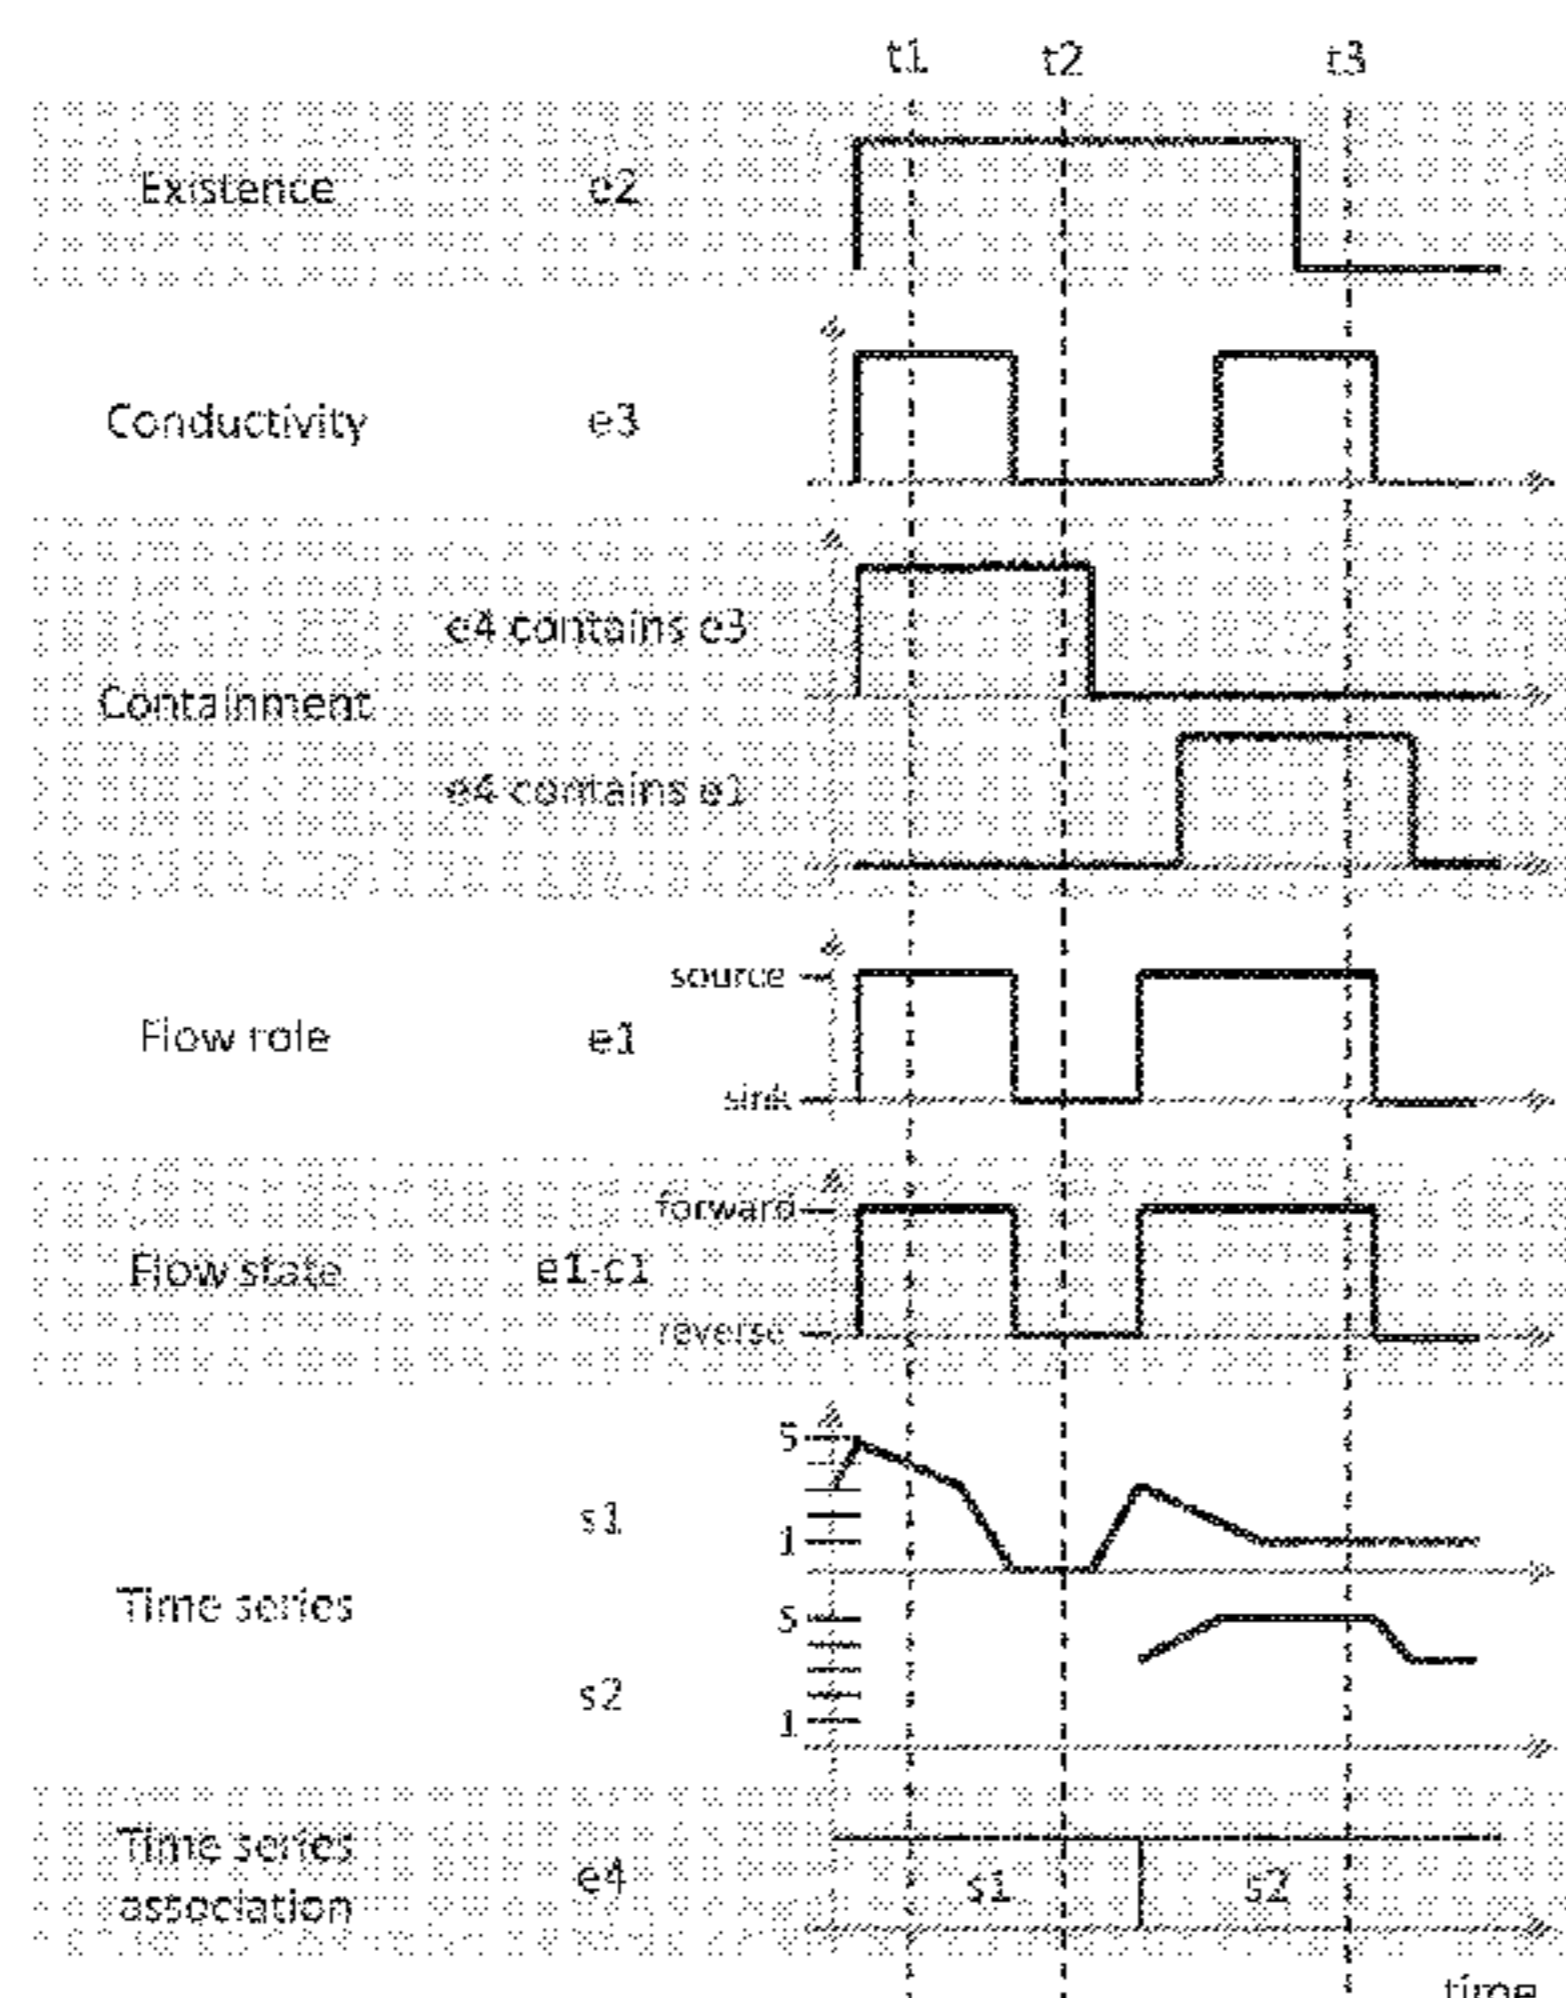 t1 t2 t3
Existence e2
Conductivity e3
e4 contains e3
Containment
e4 contains e1
source
Flow role e1
sink
forward
Flow state e1-c1
reverse
5
s1
1
Time series
5
s2
1
Time series
association
e4
s1 s2
time